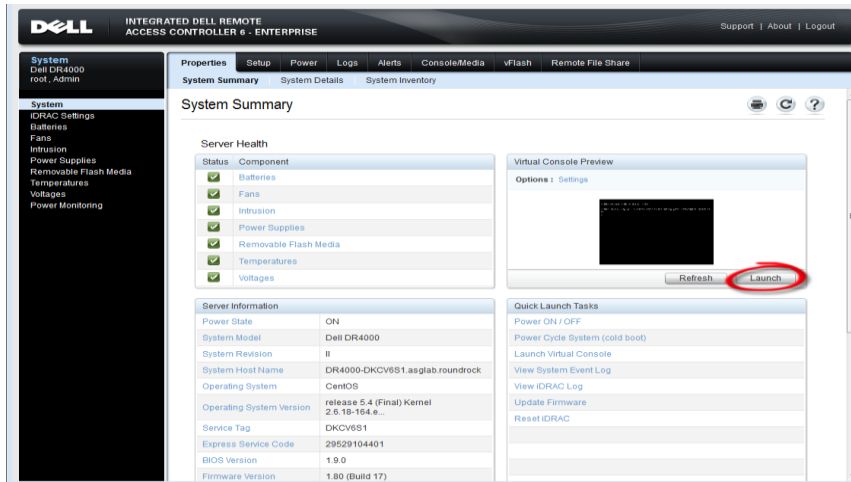 DELL
INTEGRATED DELL REMOTE
ACCESS CONTROLLER 6 - ENTERPRISE
Support | About | Logout
System
Dell DR4000
root , Admin
Properties Setup Power Logs Alerts Console/Media vFlash Remote File Share
System Summary System Details System Inventory
System
iDRAC Settings
Batteries
Fans
Intrusion
Power Supplies
Removable Flash Media
Temperatures
Voltages
Power Monitoring
System Summary
?
Server Health
Status Component
Batteries
Fans
Intrusion
Power Supplies
Removable Flash Media
Temperatures
Voltages
Virtual Console Preview
Options : Settings
Refresh Launch
Server Information
Power State ON
System Model Dell DR4000
System Revision II
System Host Name DR4000-DKCV6S1.asglab.roundrock
Operating System CentOS
Operating System Version release 5.4 (Final) Kernel
2.6.18-164.e...
Service Tag DKCV6S1
Express Service Code 29529104401
BIOS Version 1.9.0
Firmware Version 1.80 (Build 17)
Quick Launch Tasks
Power ON / OFF
Power Cycle System (cold boot)
Launch Virtual Console
View System Event Log
View iDRAC Log
Update Firmware
Reset iDRAC